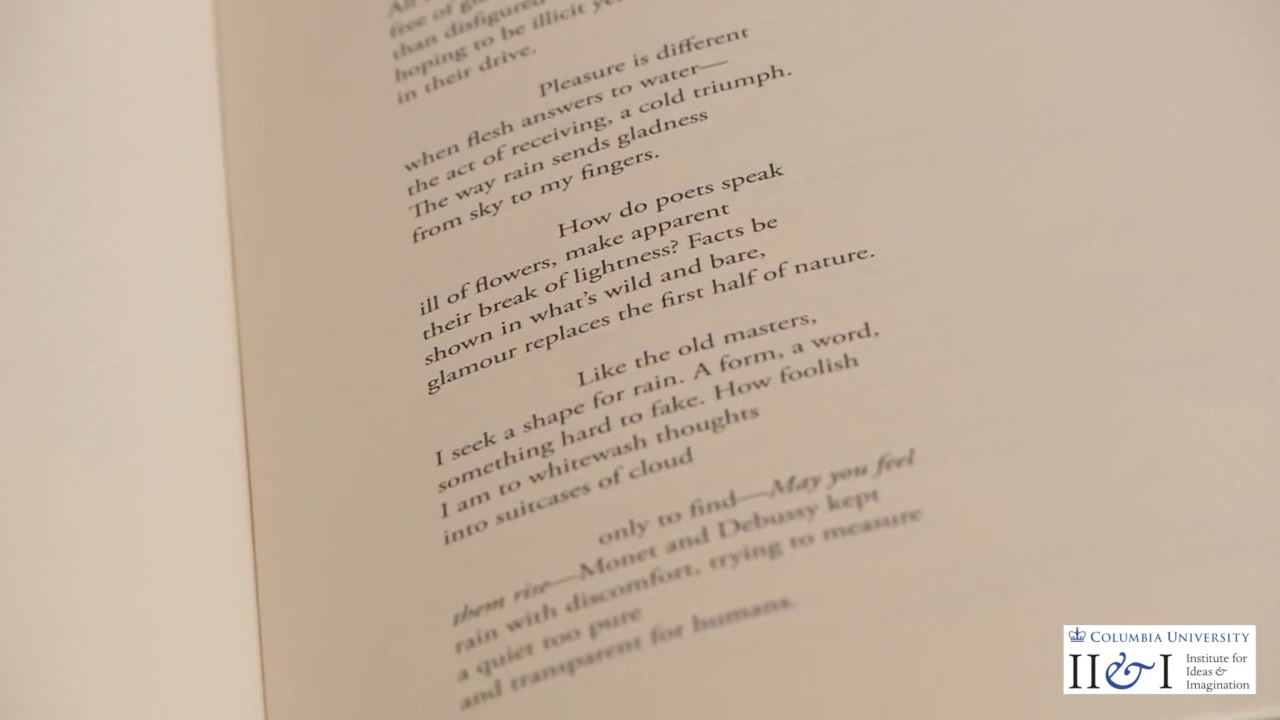 free of
than disfigured
hoping to be illicit
in their drive.
Pleasure is different
when flesh answers to water—
the act of receiving, a cold triumph.
The way rain sends gladness
from sky to my fingers.
How do poets speak
ill of flowers, make apparent
their break of lightness? Facts be
shown in what's wild and bare,
glamour replaces the first half of nature.
Like the old masters,
I seek a shape for rain. A form, a word,
something hard to fake. How foolish
I am to whitewash thoughts
into suitcases of cloud
only to find—May you feel
them rise—Monet and Debussy kept
rain with discomfort, trying to measure
a quiet too pure
and transparent for humans.
COLUMBIA UNIVERSITY
II&I
Institute for
Ideas &
Imagination